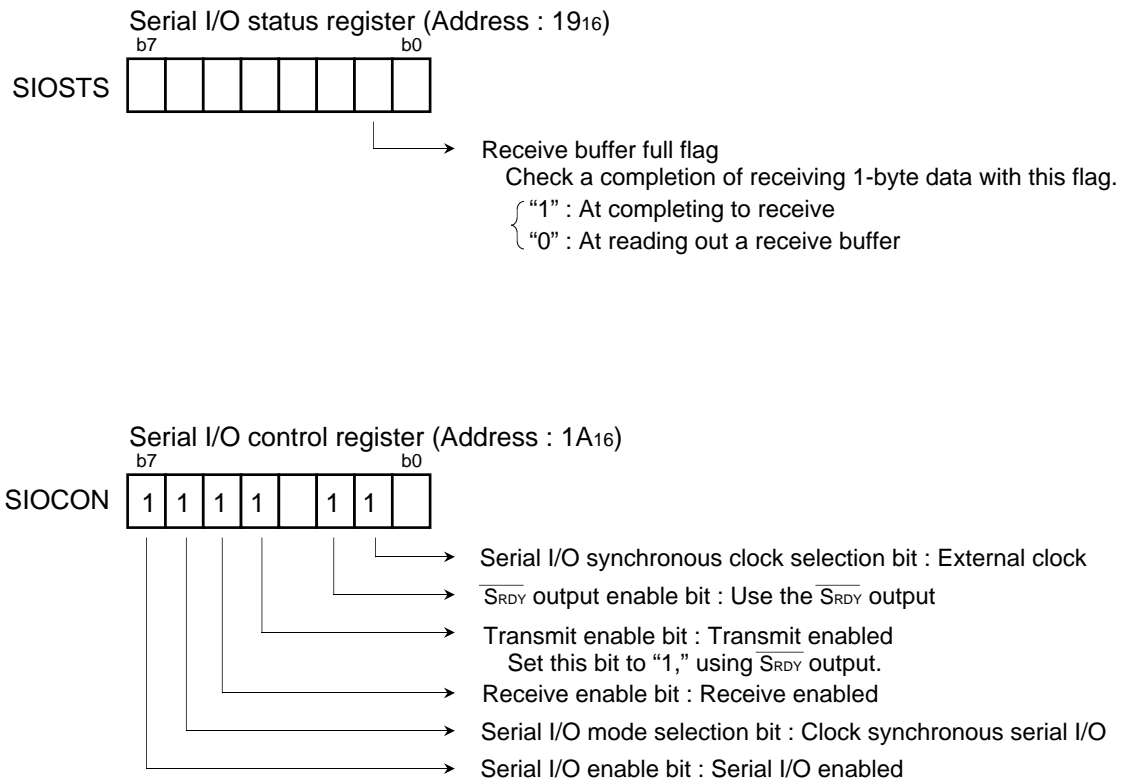 Serial I/O status register (Address : 1916)
b7 b0
SIOSTS
Receive buffer full flag
Check a completion of receiving 1-byte data with this flag.
“1” : At completing to receive
“0” : At reading out a receive buffer
Serial I/O control register (Address : 1A16)
b7 b0
SIOCON 1 1 1 1 1 1
Serial I/O synchronous clock selection bit : External clock
SRDY output enable bit : Use the SRDY output
Transmit enable bit : Transmit enabled
Set this bit to “1,” using SRDY output.
Receive enable bit : Receive enabled
Serial I/O mode selection bit : Clock synchronous serial I/O
Serial I/O enable bit : Serial I/O enabled